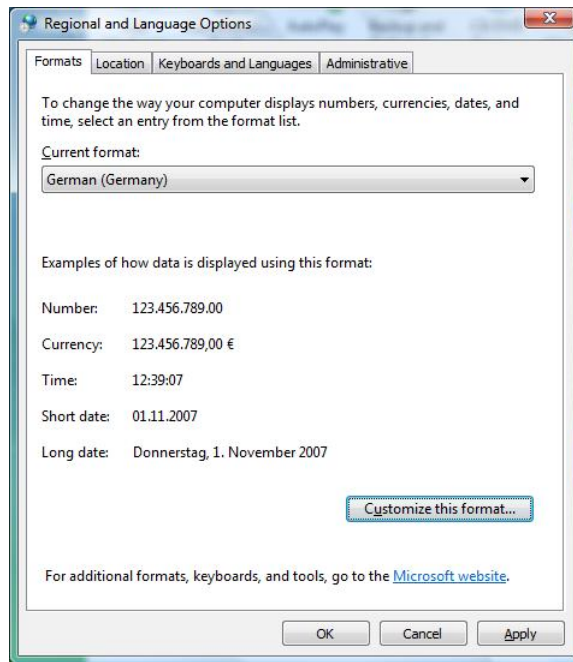 Regional and Language Options
Formats Location Keyboards and Languages Administrative
To change the way your computer displays numbers, currencies, dates, and
time, select an entry from the format list.
Current format:
German (Germany)
Examples of how data is displayed using this format:
Number: 123.456.789.00
Currency: 123.456.789,00 €
Time: 12:39:07
Short date: 01.11.2007
Long date: Donnerstag, 1. November 2007
Customize this format...
For additional formats, keyboards, and tools, go to the Microsoft website.
OK Cancel Apply